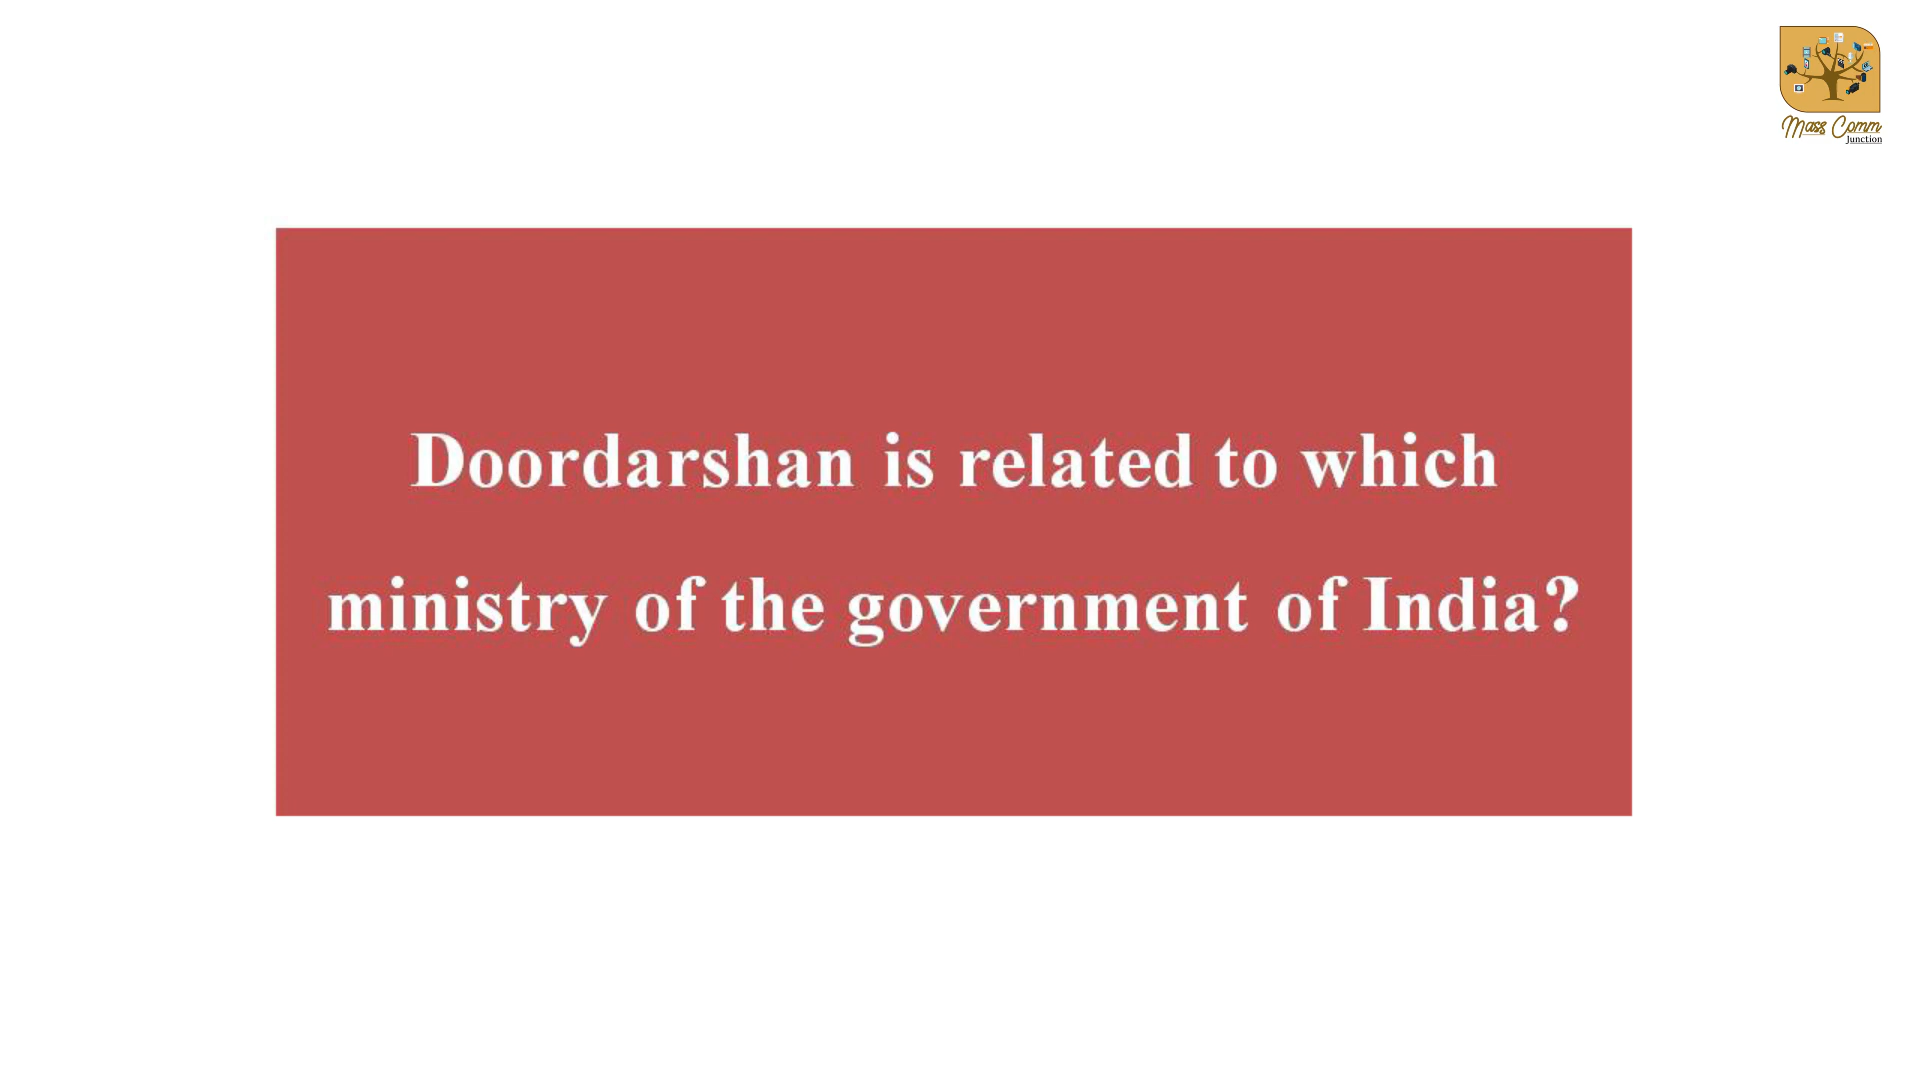 Mass Comm
Junction
Doordarshan is related to which
ministry of the government of India?